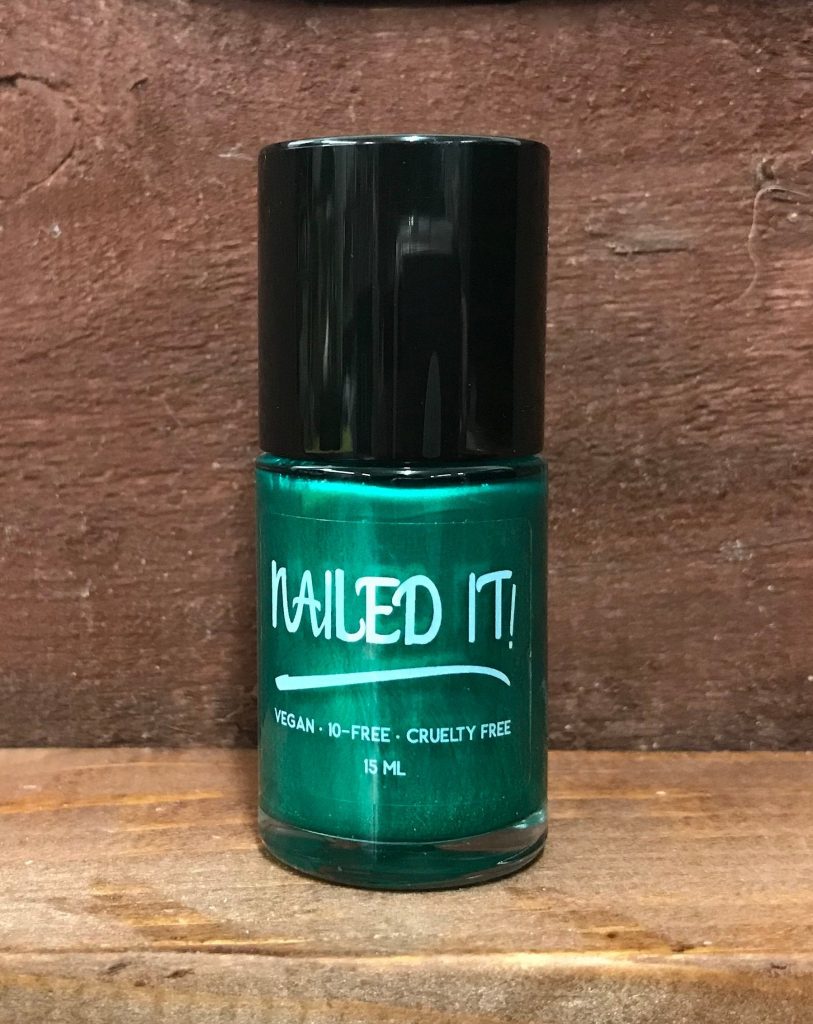 NAILED IT!
VEGAN · 10-FREE · CRUELTY FREE
15 ML